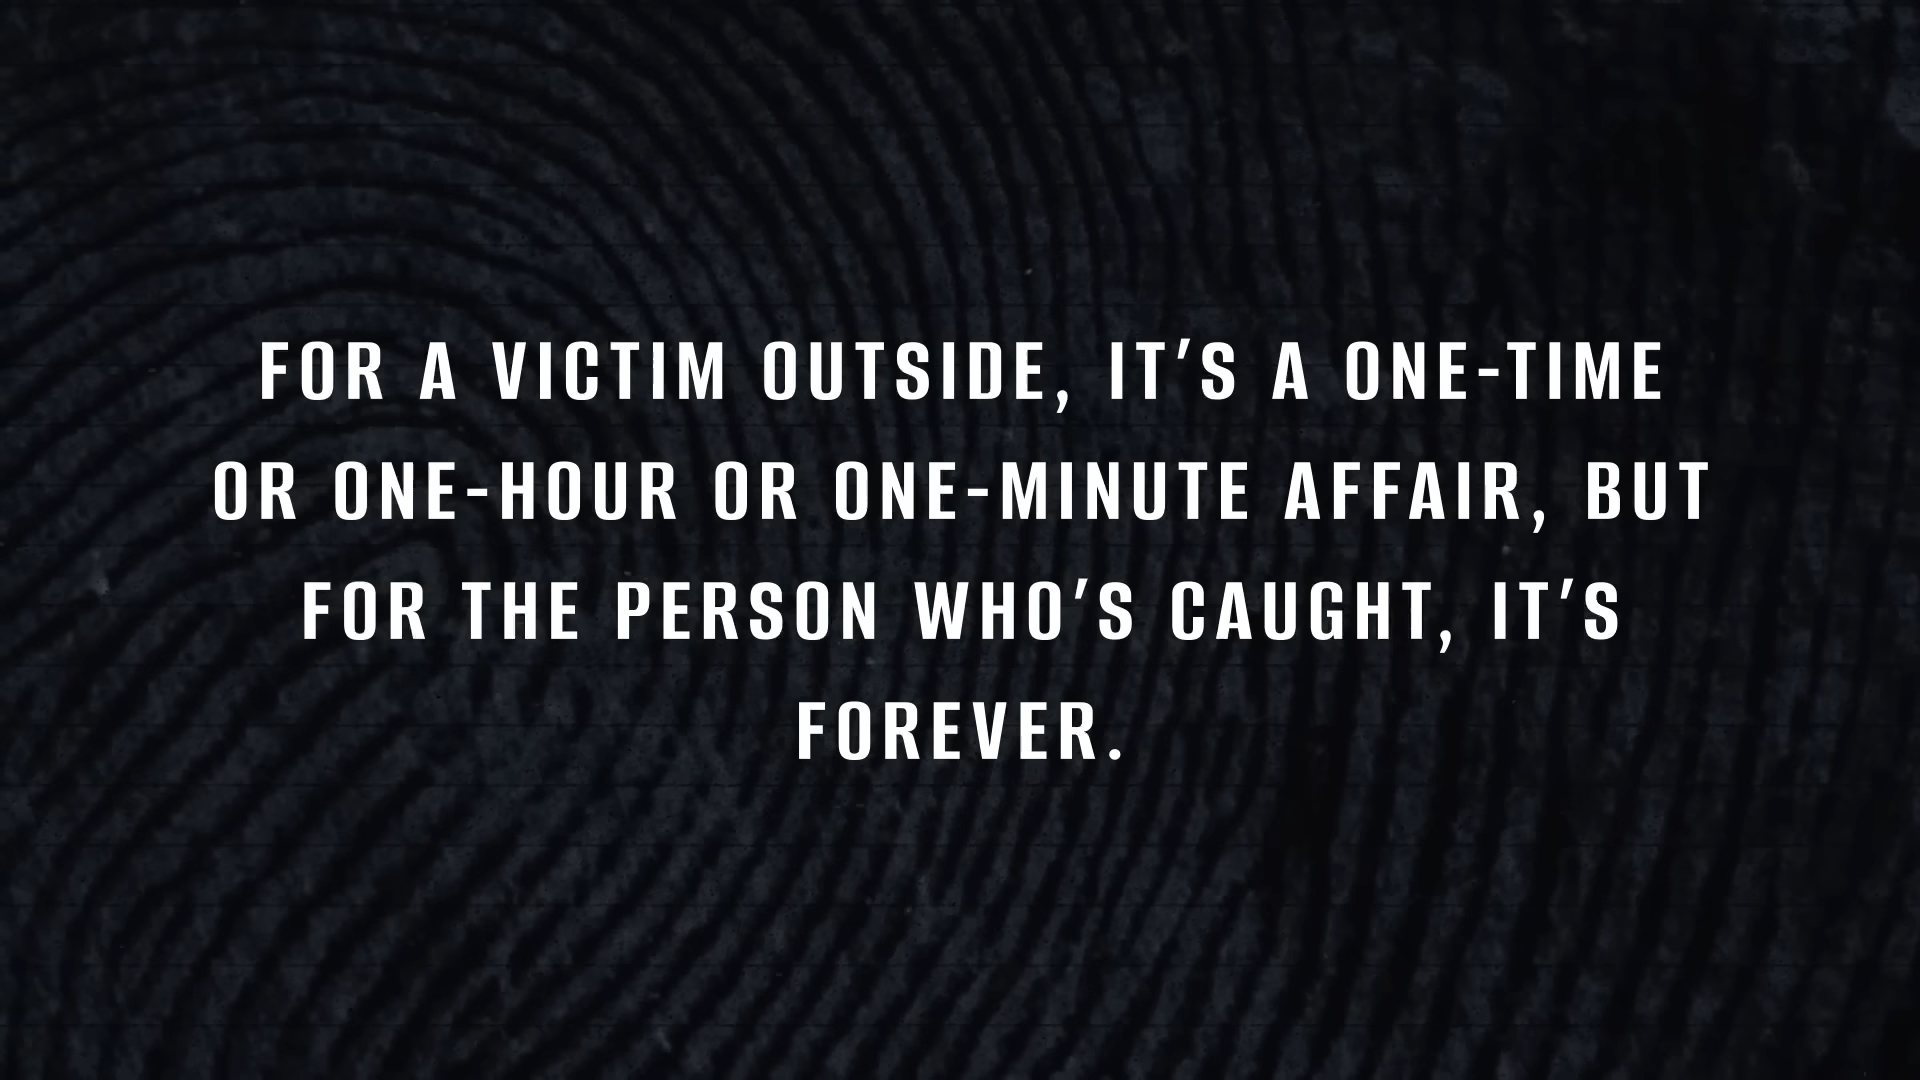 FOR A VICTIM OUTSIDE, IT'S A ONE-TIME
OR ONE-HOUR OR ONE-MINUTE AFFAIR, BUT
FOR THE PERSON WHO'S CAUGHT, IT'S
FOREVER.